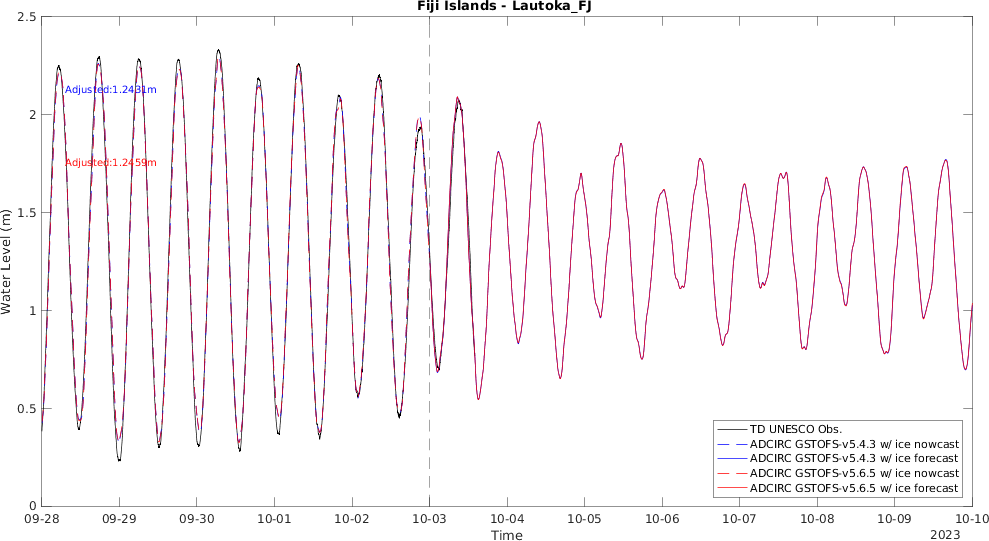 Fiji Islands - Lautoka_FJ
2.5
2
1.5
1
0.5
0
Water Level (m)
Adjusted:1.2431m
Adjusted:1.2459m
TD UNESCO Obs.
ADCIRC GSTOFS-v5.4.3 w/ ice nowcast
ADCIRC GSTOFS-v5.4.3 w/ ice forecast
ADCIRC GSTOFS-v5.6.5 w/ ice nowcast
ADCIRC GSTOFS-v5.6.5 w/ ice forecast
09-28 09-29 09-30 10-01 10-02 10-03 10-04 10-05 10-06 10-07 10-08 10-09 10-10
Time
2023